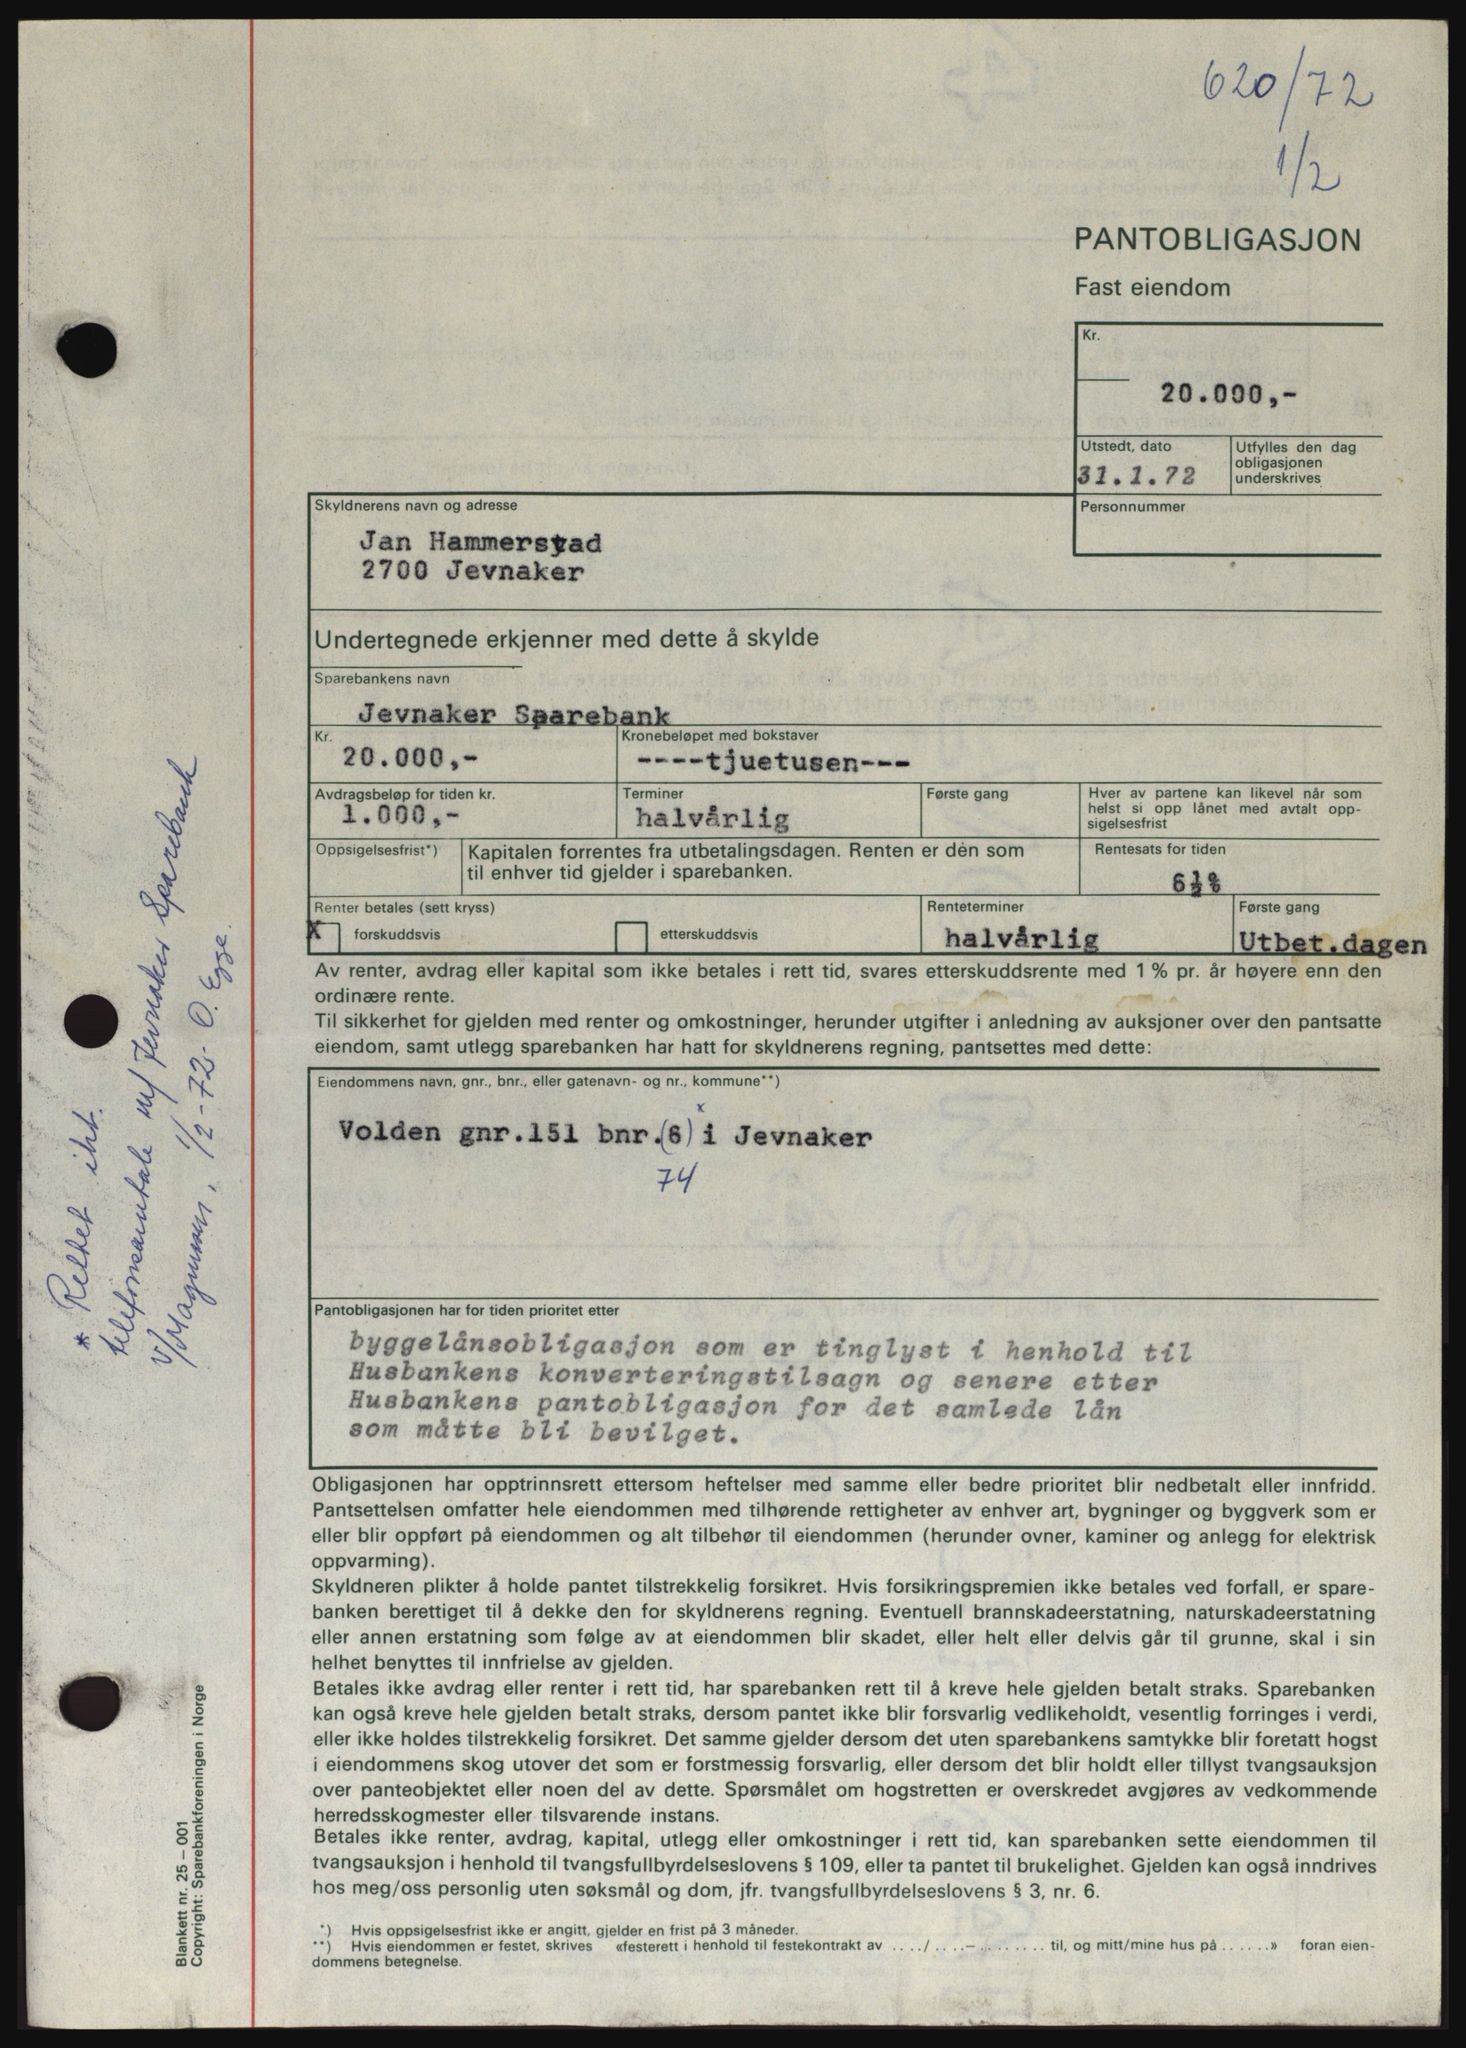 620/72
1/2
PANTOBLIGASJON
Fast eiendom
Kr.
20.000,-
Utstedt, dato
31.1.72
Utfylles den dag
obligasjonen
underskrives
Personnummer
Skyldnerens navn og adresse
Jan Hammerstad
2700 Jevnaker
Undertegnede erkjenner med dette å skylde
Sparebankens navn
Jevnaker Sparebank
Kr.
20.000,-
Kronebeløpet med bokstaver
----tjuetusen---
Avdragsbeløp for tiden kr.
1.000,-
Terminer
halvårlig
Første gang
Hver av partene kan likevel når som
helst si opp lånet med avtalt opp-
sigelsesfrist
Oppsigelsesfrist*)
Kapitalen forrentes fra utbetalingsdagen. Renten er den som
til enhver tid gjelder i sparebanken.
Rentesats for tiden
6½%
Renter betales (sett kryss)
X forskuddsvis
etterskuddsvis
Renteterminer
halvårlig
Første gang
Utbet.dagen
Av renter, avdrag eller kapital som ikke betales i rett tid, svares etterskuddsrente med 1 % pr. år høyere enn den
ordinære rente.
Til sikkerhet for gjelden med renter og omkostninger, herunder utgifter i anledning av auksjoner over den pantsatte
eiendom, samt utlegg sparebanken har hatt for skyldnerens regning, pantsettes med dette:
Eiendommens navn, gnr., bnr., eller gatenavn- og nr., kommune**)
Volden gnr.151 bnr.(6)* i Jevnaker
74
Pantobligasjonen har for tiden prioritet etter
byggelånsobligasjon som er tinglyst i henhold til
Husbankens konverteringstilsagn og senere etter
Husbankens pantobligasjon for det samlede lån
som måtte bli bevilget.
Obligasjonen har opptrinnsrett ettersom heftelser med samme eller bedre prioritet blir nedbetalt eller innfridd.
Pantsettelsen omfatter hele eiendommen med tilhørende rettigheter av enhver art, bygninger og byggverk som er
eller blir oppført på eiendommen og alt tilbehør til eiendommen (herunder ovner, kaminer og anlegg for elektrisk
oppvarming).
Skyldneren plikter å holde pantet tilstrekkelig forsikret. Hvis forsikringspremien ikke betales ved forfall, er spare-
banken berettiget til å dekke den for skyldnerens regning. Eventuell brannskadeerstatning, naturskadeerstatning
eller annen erstatning som følge av at eiendommen blir skadet, eller helt eller delvis går til grunne, skal i sin
helhet benyttes til innfrielse av gjelden.
Betales ikke avdrag eller renter i rett tid, har sparebanken rett til å kreve hele gjelden betalt straks. Sparebanken
kan også kreve hele gjelden betalt straks, dersom pantet ikke blir forsvarlig vedlikeholdt, vesentlig forringes i verdi,
eller ikke holdes tilstrekkelig forsikret. Det samme gjelder dersom det uten sparebankens samtykke blir foretatt hogst
i eiendommens skog utover det som er forstmessig forsvarlig, eller dersom det blir holdt eller tillyst tvangsauksjon
over panteobjektet eller noen del av dette. Spørsmålet om hogstretten er overskredet avgjøres av vedkommende
herredsskogmester eller tilsvarende instans.
Betales ikke renter, avdrag, kapital, utlegg eller omkostninger i rett tid, kan sparebanken sette eiendommen til
tvangsauksjon i henhold til tvangsfullbyrdelseslovens § 109, eller ta pantet til brukelighet. Gjelden kan også inndrives
hos meg/oss personlig uten søksmål og dom, jfr. tvangsfullbyrdelseslovens § 3, nr. 6.
*) Hvis oppsigelsesfrist ikke er angitt, gjelder en frist på 3 måneder.
**) Hvis eiendommen er festet, skrives «festerett i henhold til festekontrakt av ..../.....–......... til, og mitt/mine hus på ......» foran eien-
dommens betegnelse.
* Rettet iht.
telefonsamtale m/ Jevnaker Sparebank
v/Magnussen, 1/2-72. O. Egge.
Blankett nr. 25 – 001
Copyright: Sparebankforeningen i Norge